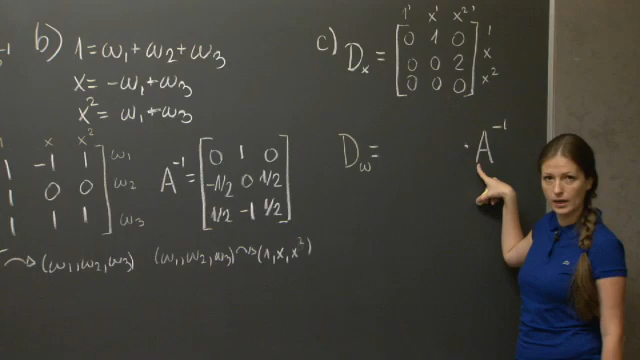 -1
b) 1 = ω₁ + ω₂ + ω₃
x = -ω₁ + ω₃
x² = ω₁ + ω₃
x x²
1 -1 1 ω₁
1 0 0 ω₂
1 1 1 ω₃
A⁻¹ = [ 0 1 0
-1/2 0 1/2
1/2 -1 1/2 ]
→ (ω₁, ω₂, ω₃) (ω₁, ω₂, ω₃) → (1, x, x²)
1' x' x²'
c) Dₓ = [ 0 1 0 ] 1
[ 0 0 2 ] x
[ 0 0 0 ] x²
D_ω = · A⁻¹